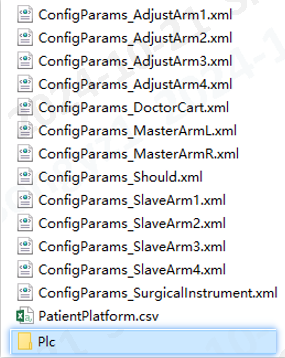 ConfigParams_AdjustArm1.xml
ConfigParams_AdjustArm2.xml
ConfigParams_AdjustArm3.xml
ConfigParams_AdjustArm4.xml
ConfigParams_DoctorCart.xml
ConfigParams_MasterArmL.xml
ConfigParams_MasterArmR.xml
ConfigParams_Should.xml
ConfigParams_SlaveArm1.xml
ConfigParams_SlaveArm2.xml
ConfigParams_SlaveArm3.xml
ConfigParams_SlaveArm4.xml
ConfigParams_SurgicalInstrument.xml
PatientPlatform.csv
Plc